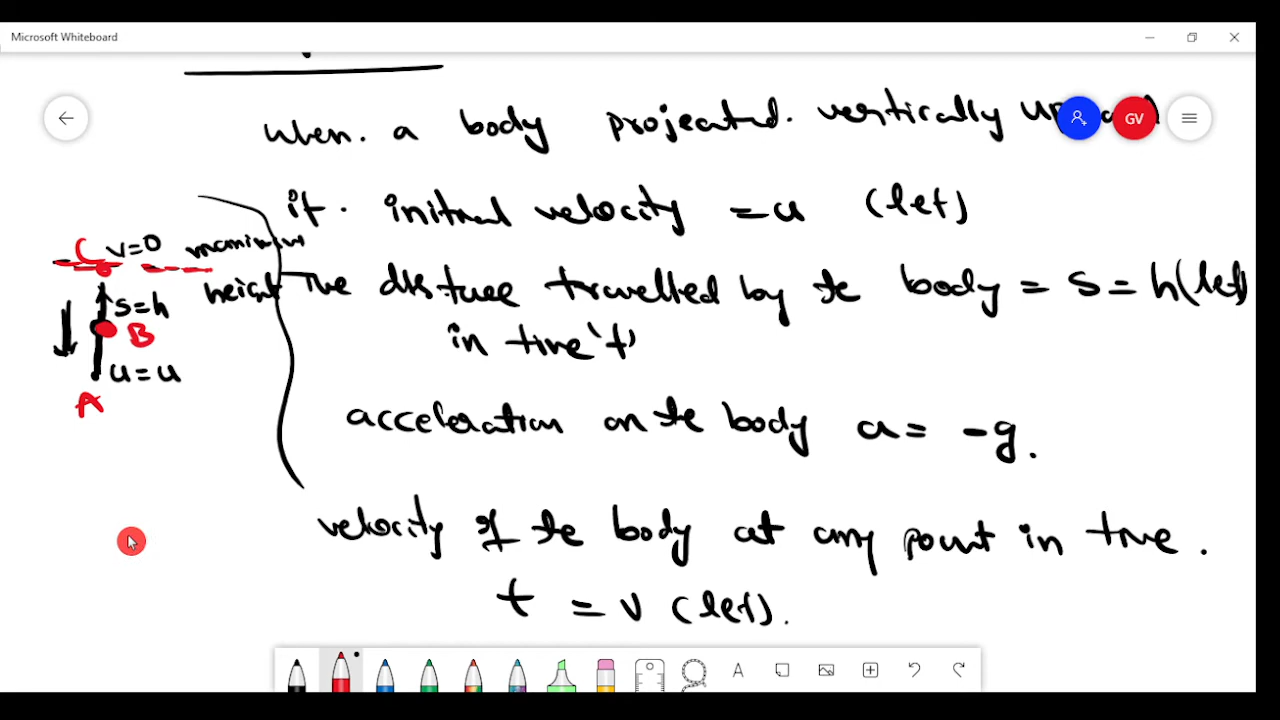 Microsoft Whiteboard
when. a body projected. vertically
GV
if. initial velocity = u (let)
C v=0 maximum
height The distance travelled by the body = s = h (let)
s=h
B
in time 't'
u=u
A
acceleration on the body a = -g.
velocity of the body at any point in time.
t = v (let).
A